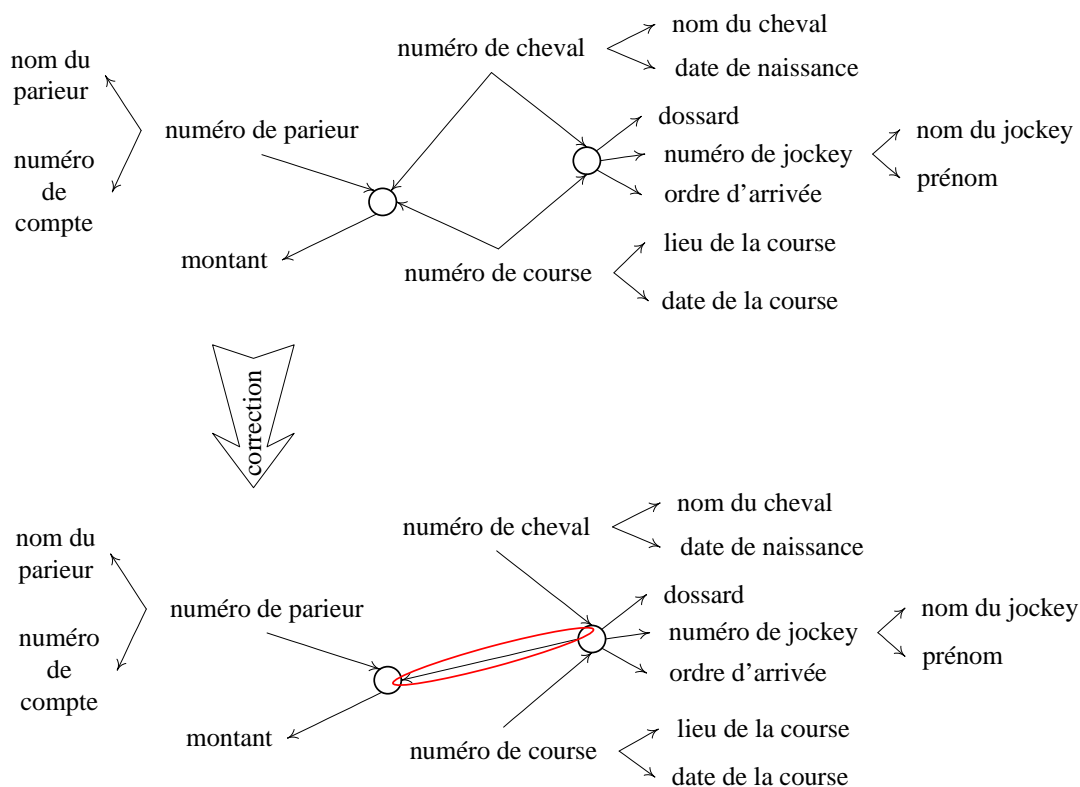 nom du cheval
numéro de cheval
date de naissance
nom du
parieur
numéro de parieur
dossard
numéro de jockey
nom du jockey
prénom
ordre d'arrivée
numéro
de
compte
montant
lieu de la course
numéro de course
date de la course
correction
nom du cheval
numéro de cheval
date de naissance
nom du
parieur
numéro de parieur
dossard
numéro de jockey
nom du jockey
prénom
ordre d'arrivée
numéro
de
compte
montant
lieu de la course
numéro de course
date de la course